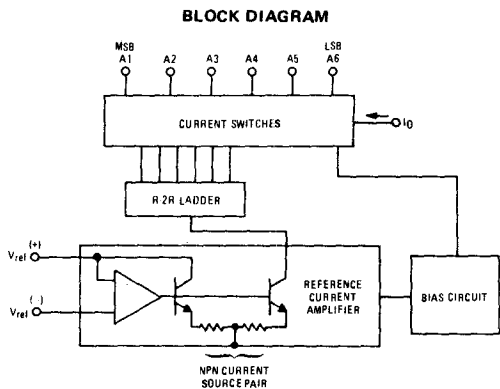 BLOCK DIAGRAM
MSB LSB
A1 A2 A3 A4 A5 A6
CURRENT SWITCHES
I0
R-2R LADDER
(+)
Vref
(−)
Vref
REFERENCE
CURRENT
AMPLIFIER
BIAS CIRCUIT
NPN CURRENT
SOURCE PAIR